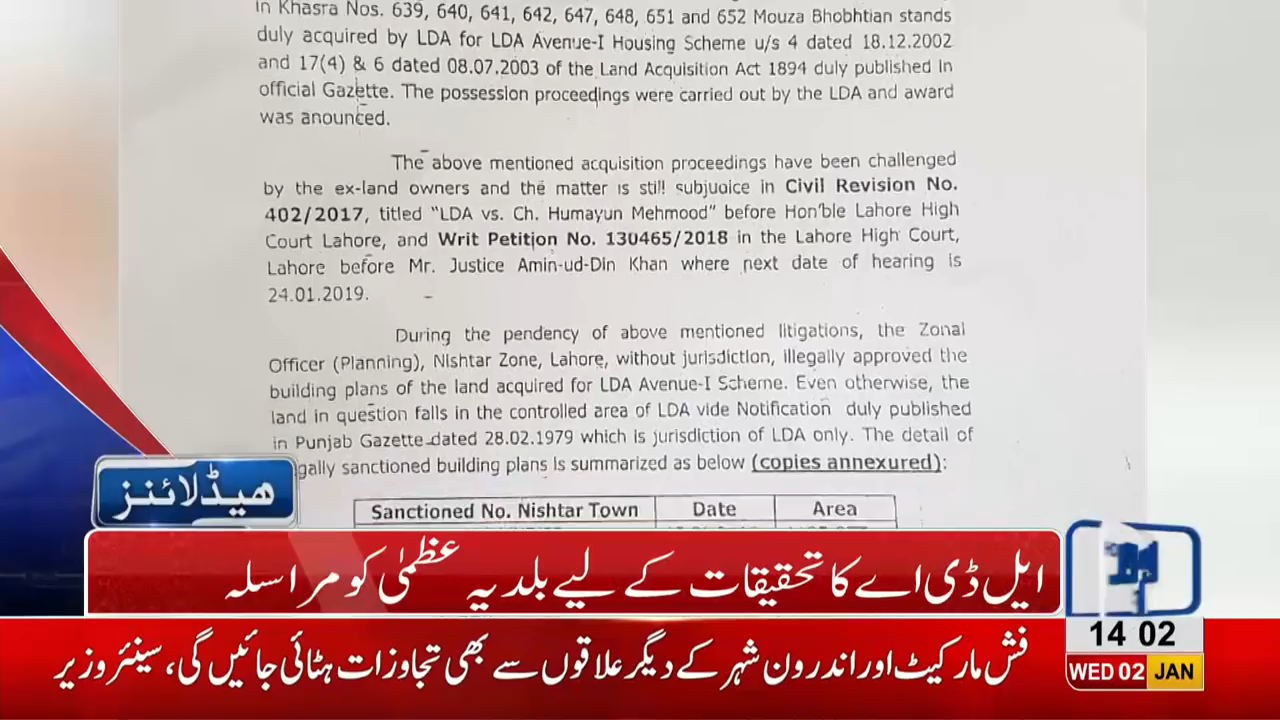 in Khasra Nos. 639, 640, 641, 642, 647, 648, 651 and 652 Mouza Bhobhtian stands
duly acquired by LDA for LDA Avenue-I Housing Scheme u/s 4 dated 18.12.2002
and 17(4) & 6 dated 08.07.2003 of the Land Acquisition Act 1894 duly published in
official Gazette. The possession proceedings were carried out by the LDA and award
was anounced.
The above mentioned acquisition proceedings have been challenged
by the ex-land owners and the matter is still subjuoice in Civil Revision No.
402/2017, titled “LDA vs. Ch. Humayun Mehmood” before Hon'ble Lahore High
Court Lahore, and Writ Petition No. 130465/2018 in the Lahore High Court,
Lahore before Mr. Justice Amin-ud-Din Khan where next date of hearing is
24.01.2019.
During the pendency of above mentioned litigations, the Zonal
Officer (Planning), Nishtar Zone, Lahore, without jurisdiction, illegally approved the
building plans of the land acquired for LDA Avenue-I Scheme. Even otherwise, the
land in question falls in the controlled area of LDA vide Notification duly published
in Punjab Gazette dated 28.02.1979 which is jurisdiction of LDA only. The detail of
gally sanctioned building plans is summarized as below (copies annexured):
Sanctioned No. Nishtar Town Date Area
ہیڈلائنز
ایل ڈی اے کا تحقیقات کے لیے بلدیہ عظمیٰ کو مراسلہ
فش مارکیٹ اور اندرون شہر کے دیگر علاقوں سے بھی تجاوزات ہٹائی جائیں گی، سینئر وزیر
14 02
WED 02 JAN